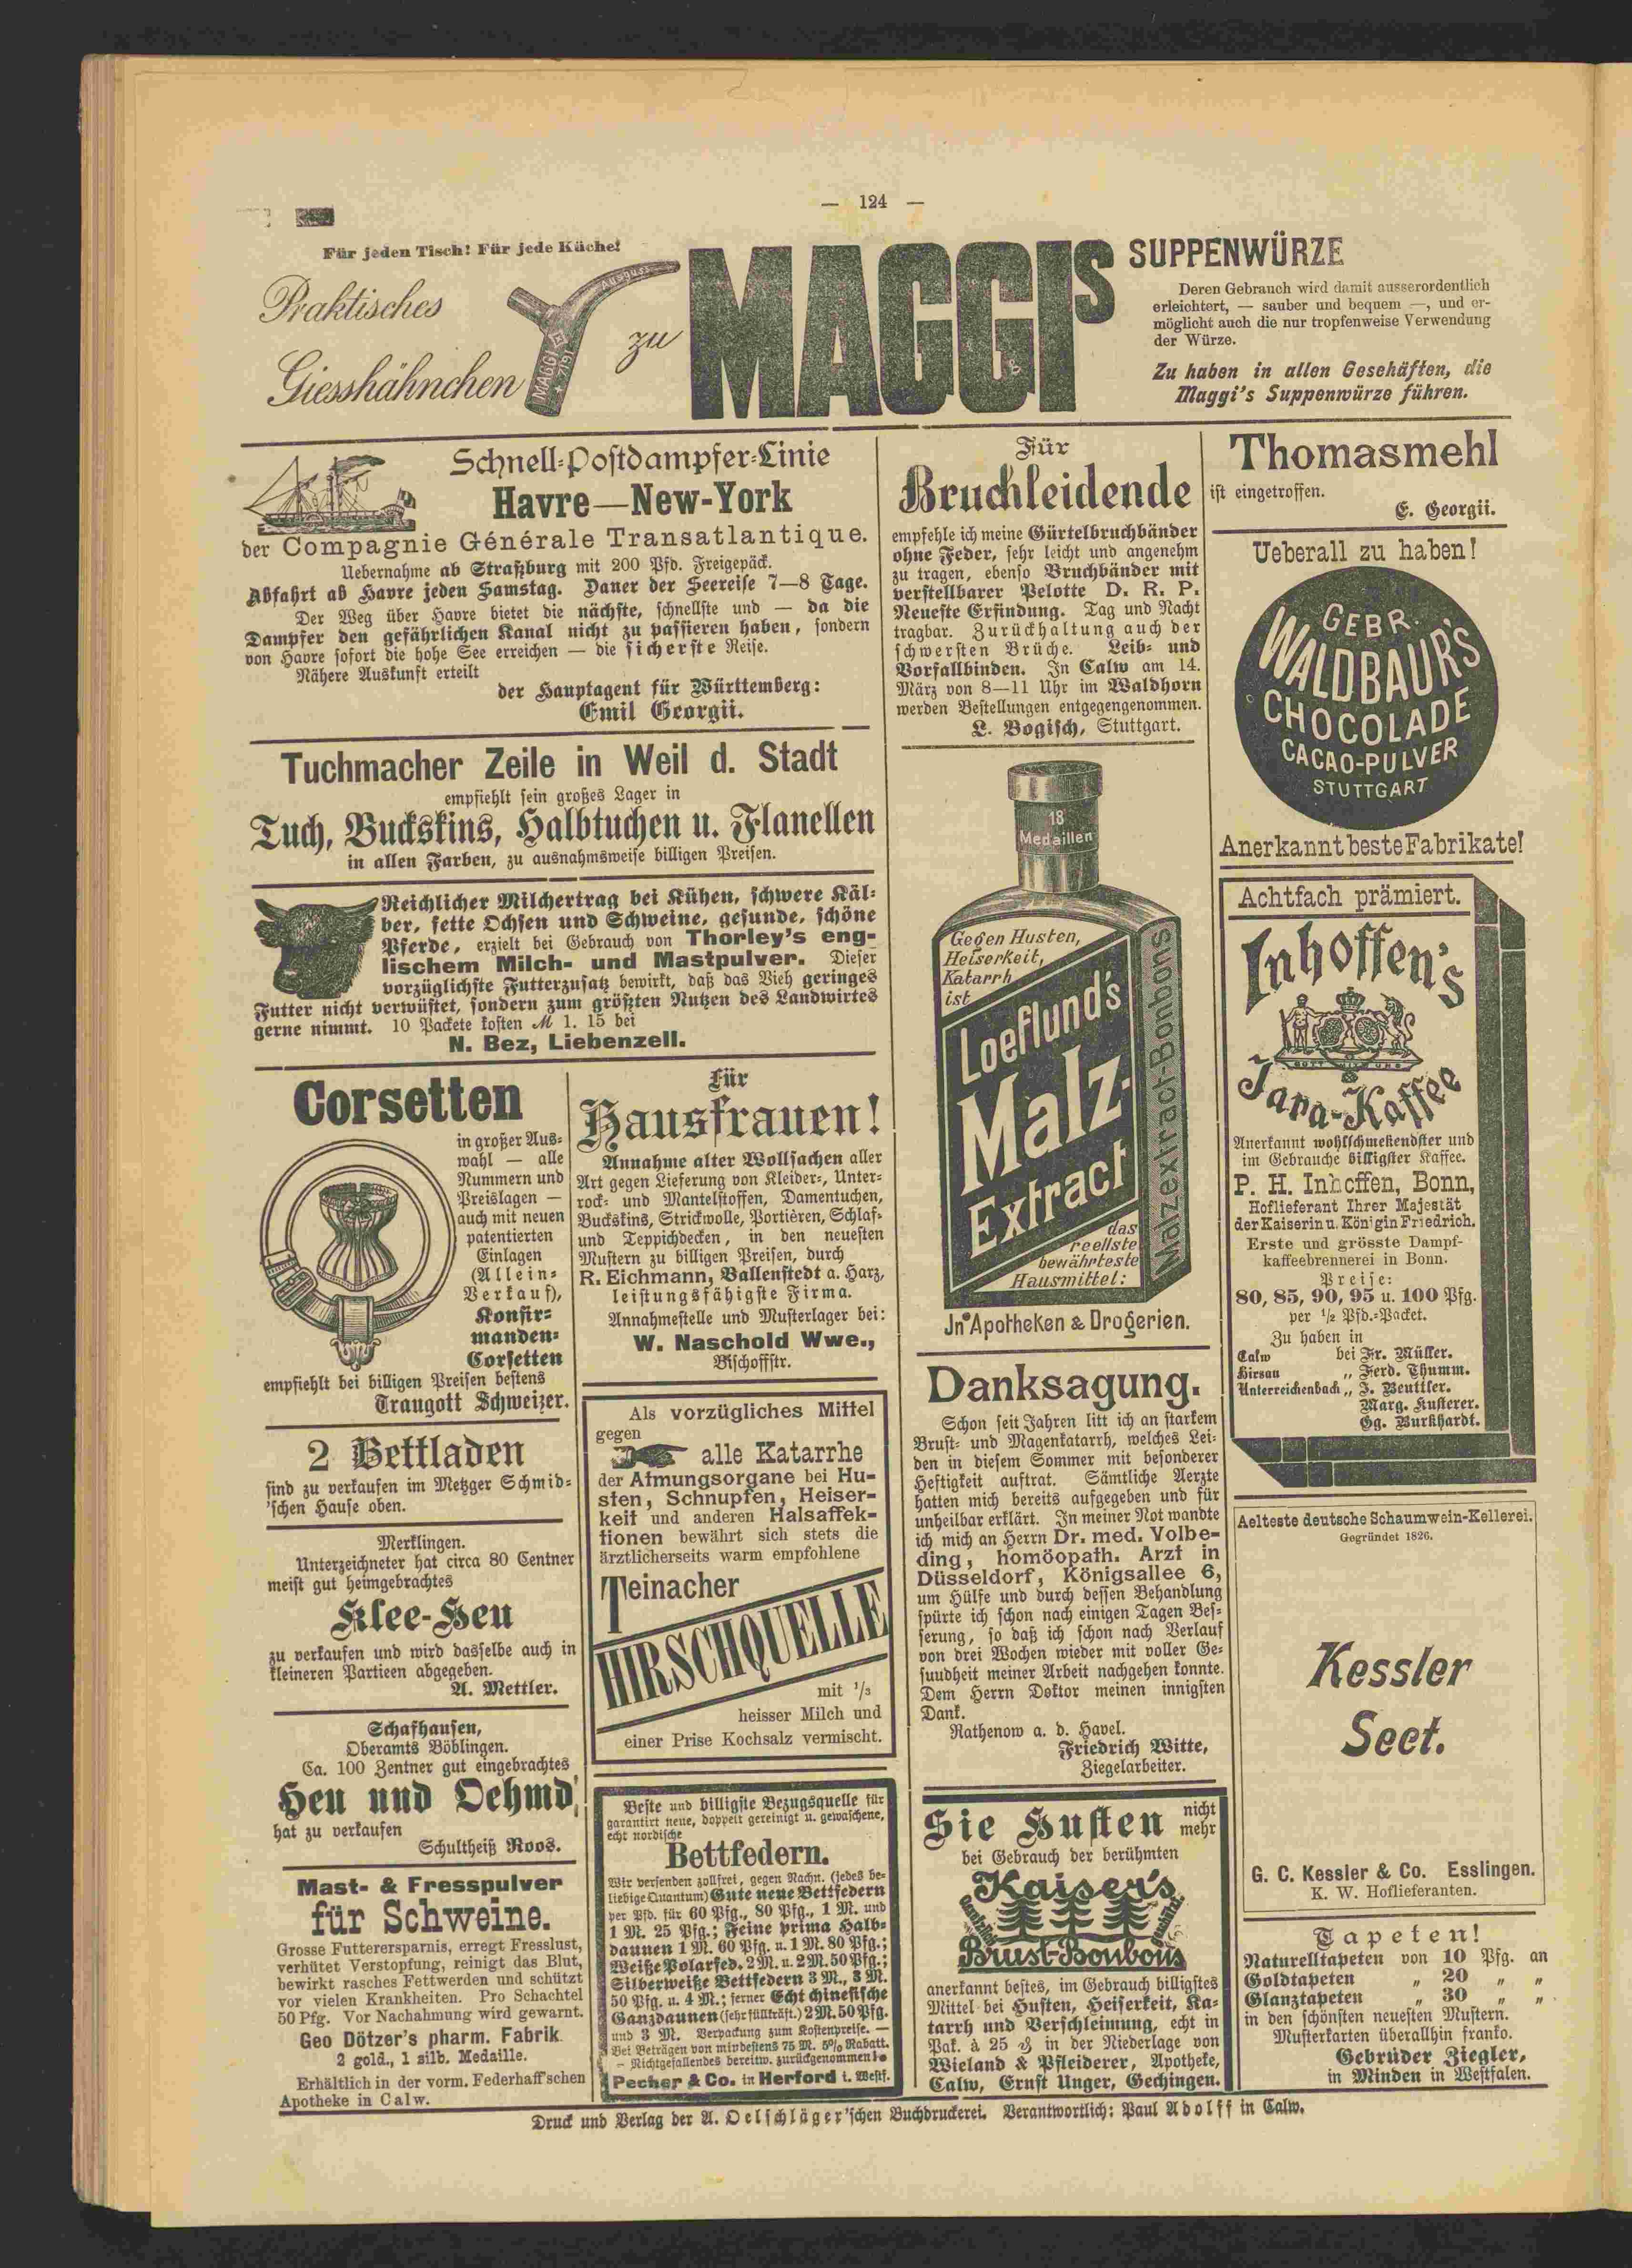 — 124 —
Für jeden Tisch! Für jede Küche!
Praktisches
Giesshähnchen
Ausguss
MAGGI
+ 7191
zu
MAGGIS
SUPPENWÜRZE
Deren Gebrauch wird damit ausserordentlich
erleichtert, — sauber und bequem —, und er-
möglicht auch die nur tropfenweise Verwendung
der Würze.
Zu haben in allen Geschäften, die
Maggi's Suppenwürze führen.
Schnell-Postdampfer-Linie
Havre—New-York
der Compagnie Générale Transatlantique.
Uebernahme ab Straßburg mit 200 Pfd. Freigepäck.
Abfahrt ab Havre jeden Samstag. Dauer der Seereise 7—8 Tage.
Der Weg über Havre bietet die nächste, schnellste und — da die
Dampfer den gefährlichen Kanal nicht zu passieren haben, sondern
von Havre sofort die hohe See erreichen — die sicherste Reise.
Nähere Auskunft erteilt
der Hauptagent für Württemberg:
Emil Georgii.
Tuchmacher Zeile in Weil d. Stadt
empfiehlt sein großes Lager in
Tuch, Buckskins, Halbtuchen u. Flanellen
in allen Farben, zu ausnahmsweise billigen Preisen.
Reichlicher Milchertrag bei Kühen, schwere Käl-
ber, fette Ochsen und Schweine, gesunde, schöne
Pferde, erzielt bei Gebrauch von Thorley's eng-
lischem Milch- und Mastpulver. Dieser
vorzüglichste Futterzusatz bewirkt, daß das Vieh geringes
Futter nicht verwüstet, sondern zum größten Nutzen des Landwirtes
gerne nimmt. 10 Packete kosten M 1. 15 bei
N. Bez, Liebenzell.
Corsetten
in großer Aus-
wahl — alle
Nummern und
Preislagen —
auch mit neuen
patentierten
Einlagen
(Allein-
Verkauf),
Konfir-
manden-
Corsetten
empfiehlt bei billigen Preisen bestens
Traugott Schweizer.
2 Bettladen
sind zu verkaufen im Metzger Schmid-
'schen Hause oben.
Merklingen.
Unterzeichneter hat circa 80 Centner
meist gut heimgebrachtes
Klee-Heu
zu verkaufen und wird dasselbe auch in
kleineren Partieen abgegeben.
A. Mettler.
Schafhausen,
Oberamts Böblingen.
Ca. 100 Zentner gut eingebrachtes
Heu und Oehmd
hat zu verkaufen
Schultheiß Roos.
Mast- & Fresspulver
für Schweine.
Grosse Futterersparnis, erregt Fresslust,
verhütet Verstopfung, reinigt das Blut,
bewirkt rasches Fettwerden und schützt
vor vielen Krankheiten. Pro Schachtel
50 Pfg. Vor Nachahmung wird gewarnt.
Geo Dötzer's pharm. Fabrik
2 gold., 1 silb. Medaille.
Erhältlich in der vorm. Federhaff'schen
Apotheke in Calw.
Für
Hausfrauen!
Annahme alter Wollsachen aller
Art gegen Lieferung von Kleider-, Unter-
rock- und Mantelstoffen, Damentuchen,
Buckskins, Strickwolle, Portièren, Schlaf-
und Teppichdecken, in den neuesten
Mustern zu billigen Preisen, durch
R. Eichmann, Ballenstedt a. Harz,
leistungsfähigste Firma.
Annahmestelle und Musterlager bei:
W. Naschold Wwe.,
Bischoffstr.
Als vorzügliches Mittel
gegen
alle Katarrhe
der Atmungsorgane bei Hu-
sten, Schnupfen, Heiser-
keit und anderen Halsaffek-
tionen bewährt sich stets die
ärztlicherseits warm empfohlene
Teinacher
HIRSCHQUELLE
mit 1/3
heisser Milch und
einer Prise Kochsalz vermischt.
Beste und billigste Bezugsquelle für
garantirt neue, doppelt gereinigt u. gewaschene,
echt nordische
Bettfedern.
Wir versenden zollfrei, gegen Nachn. (jedes be-
liebige Quantum) Gute neue Bettfedern
per Pfd. für 60 Pfg., 80 Pfg., 1 M. und
1 M. 25 Pfg.; Feine prima Halb-
daunen 1 M. 60 Pfg. u. 1 M. 80 Pfg.;
Weiße Polarfed. 2 M. u. 2 M. 50 Pfg.;
Silberweiße Bettfedern 3 M., 3 M.
50 Pfg. u. 4 M.; ferner Echt chinesische
Ganzdaunen (sehr füllkräft.) 2 M. 50 Pfg.
und 3 M. Verpackung zum Kostenpreise. —
Bei Beträgen von mindestens 75 M. 5% Rabatt.
— Nichtgefallendes bereitw. zurückgenommen!
Pecher & Co. in Herford i. Westf.
Für
Bruchleidende
empfehle ich meine Gürtelbruchbänder
ohne Feder, sehr leicht und angenehm
zu tragen, ebenso Bruchbänder mit
verstellbarer Pelotte D. R. P.
Neueste Erfindung. Tag und Nacht
tragbar. Zurückhaltung auch der
schwersten Brüche. Leib- und
Vorfallbinden. In Calw am 14.
März von 8—11 Uhr im Waldhorn
werden Bestellungen entgegengenommen.
L. Bogisch, Stuttgart.
18
Medaillen
Gegen Husten,
Heiserkeit,
Katarrh
ist
Loeflund's
Malz-
Extract
das
reellste
bewährteste
Hausmittel:
Malzextract-Bonbons
Jn Apotheken & Drogerien.
Danksagung.
Schon seit Jahren litt ich an starkem
Brust- und Magenkatarrh, welches Lei-
den in diesem Sommer mit besonderer
Heftigkeit auftrat. Sämtliche Aerzte
hatten mich bereits aufgegeben und für
unheilbar erklärt. In meiner Not wandte
ich mich an Herrn Dr. med. Volbe-
ding, homöopath. Arzt in
Düsseldorf, Königsallee 6,
um Hülfe und durch dessen Behandlung
spürte ich schon nach einigen Tagen Bes-
serung, so daß ich schon nach Verlauf
von drei Wochen wieder mit voller Ge-
suudheit meiner Arbeit nachgehen konnte.
Dem Herrn Doktor meinen innigsten
Dank.
Rathenow a. d. Havel.
Friedrich Witte,
Ziegelarbeiter.
Sie Husten nicht
mehr
bei Gebrauch der berühmten
Kaiser's
Brust-Bonbons
anerkannt bestes, im Gebrauch billigstes
Mittel bei Husten, Heiserkeit, Ka-
tarrh und Verschleimung, echt in
Pak. à 25 ₰ in der Niederlage von
Wieland & Pfleiderer, Apotheke,
Calw, Ernst Unger, Gechingen.
Thomasmehl
ist eingetroffen.
E. Georgii.
Ueberall zu haben!
GEBR.
WALDBAUR'S
CHOCOLADE
CACAO-PULVER
STUTTGART
Anerkannt beste Fabrikate!
Achtfach prämiert.
Inhoffen's
Java-Kaffee
Anerkannt wohlschmekendster und
im Gebrauche billigster Kaffee.
P. H. Inhoffen, Bonn,
Hoflieferant Ihrer Majestät
der Kaiserin u. Königin Friedrich.
Erste und grösste Dampf-
kaffeebrennerei in Bonn.
Preise:
80, 85, 90, 95 u. 100 Pfg.
per 1/2 Pfd.-Packet.
Zu haben in
Calw bei Fr. Müller.
Hirsau „ Ferd. Thumm.
Unterreichenbach „ J. Beuttler.
Marg. Kusterer.
Gg. Burkhardt.
Aelteste deutsche Schaumwein-Kellerei.
Gegründet 1826.
Kessler
Sect.
G. C. Kessler & Co. Esslingen.
K. W. Hoflieferanten.
Tapeten!
Naturelltapeten von 10 Pfg. an
Goldtapeten „ 20 „ „
Glanztapeten „ 30 „ „
in den schönsten neuesten Mustern.
Musterkarten überallhin franko.
Gebrüder Ziegler,
in Minden in Westfalen.
Druck und Verlag der A. Oelschläger'schen Buchdruckerei. Verantwortlich: Paul Adolff in Calw.